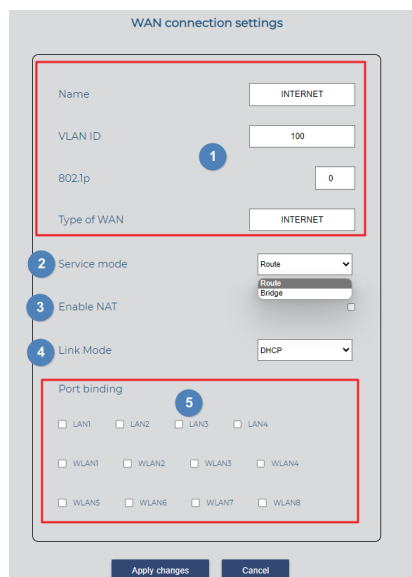 WAN connection settings
Name INTERNET
VLAN ID 100
1
802.1p 0
Type of WAN INTERNET
2 Service mode Route
Route
Bridge
3 Enable NAT
4 Link Mode DHCP
Port binding
5
LAN1 LAN2 LAN3 LAN4
WLAN1 WLAN2 WLAN3 WLAN4
WLAN5 WLAN6 WLAN7 WLAN8
Apply changes Cancel